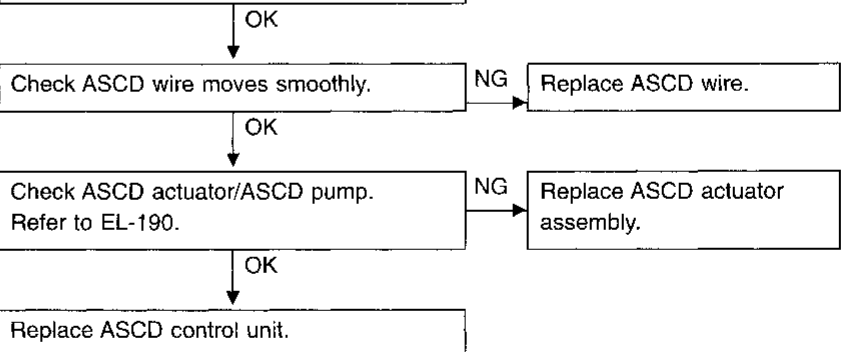 OK
Check ASCD wire moves smoothly.
NG
Replace ASCD wire.
OK
Check ASCD actuator/ASCD pump.
Refer to EL-190.
NG
Replace ASCD actuator
assembly.
OK
Replace ASCD control unit.